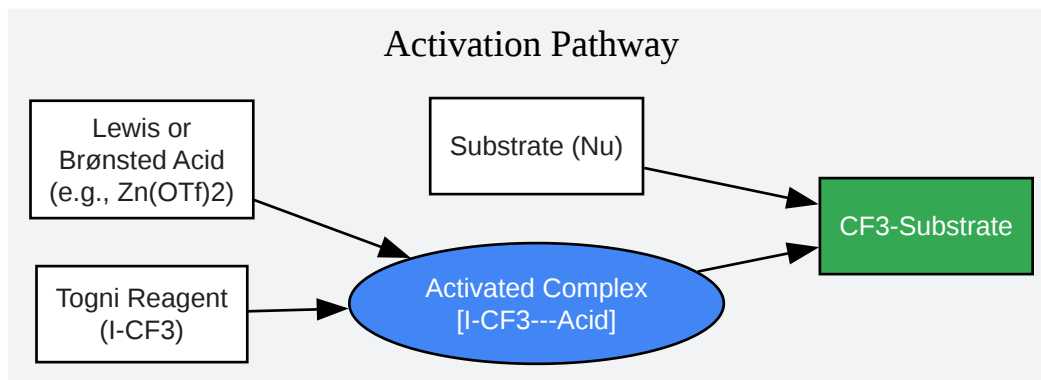 Activation Pathway
Lewis or
Brønsted Acid
(e.g., Zn(OTf)2)
Substrate (Nu)
CF3-Substrate
Togni Reagent
(I-CF3)
Activated Complex
[I-CF3---Acid]